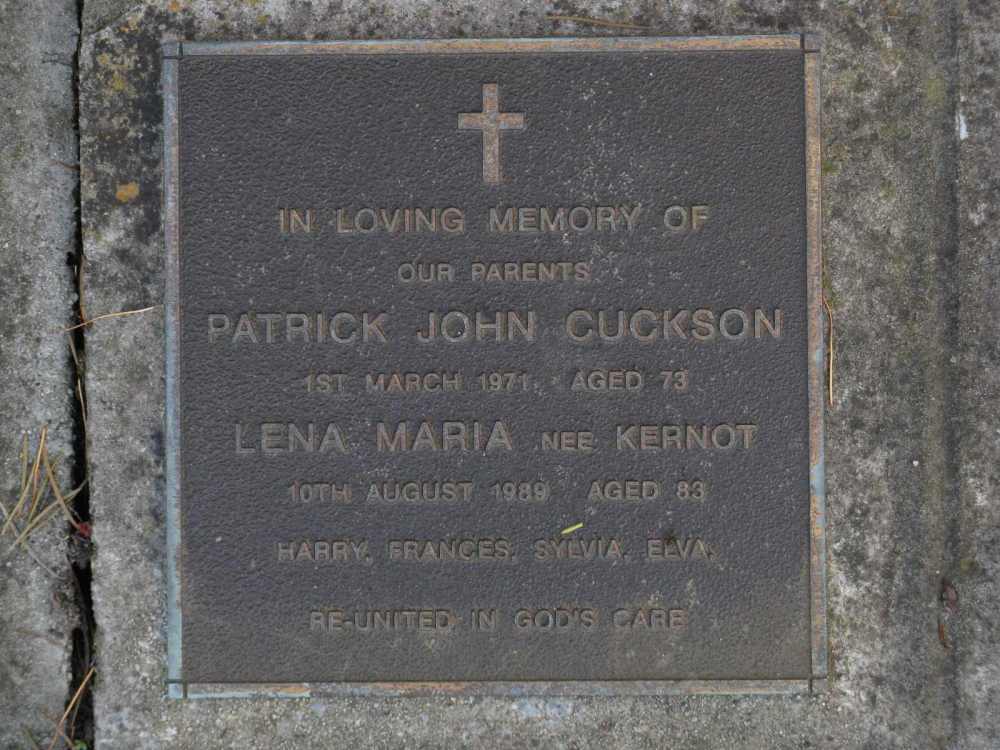 IN LOVING MEMORY OF
OUR PARENTS
PATRICK JOHN CUCKSON
1ST MARCH 1971. AGED 73
LENA MARIA NEE KERNOT
10TH AUGUST 1989 AGED 83
HARRY, FRANCES, SYLVIA, ELVA.
RE-UNITED IN GOD'S CARE